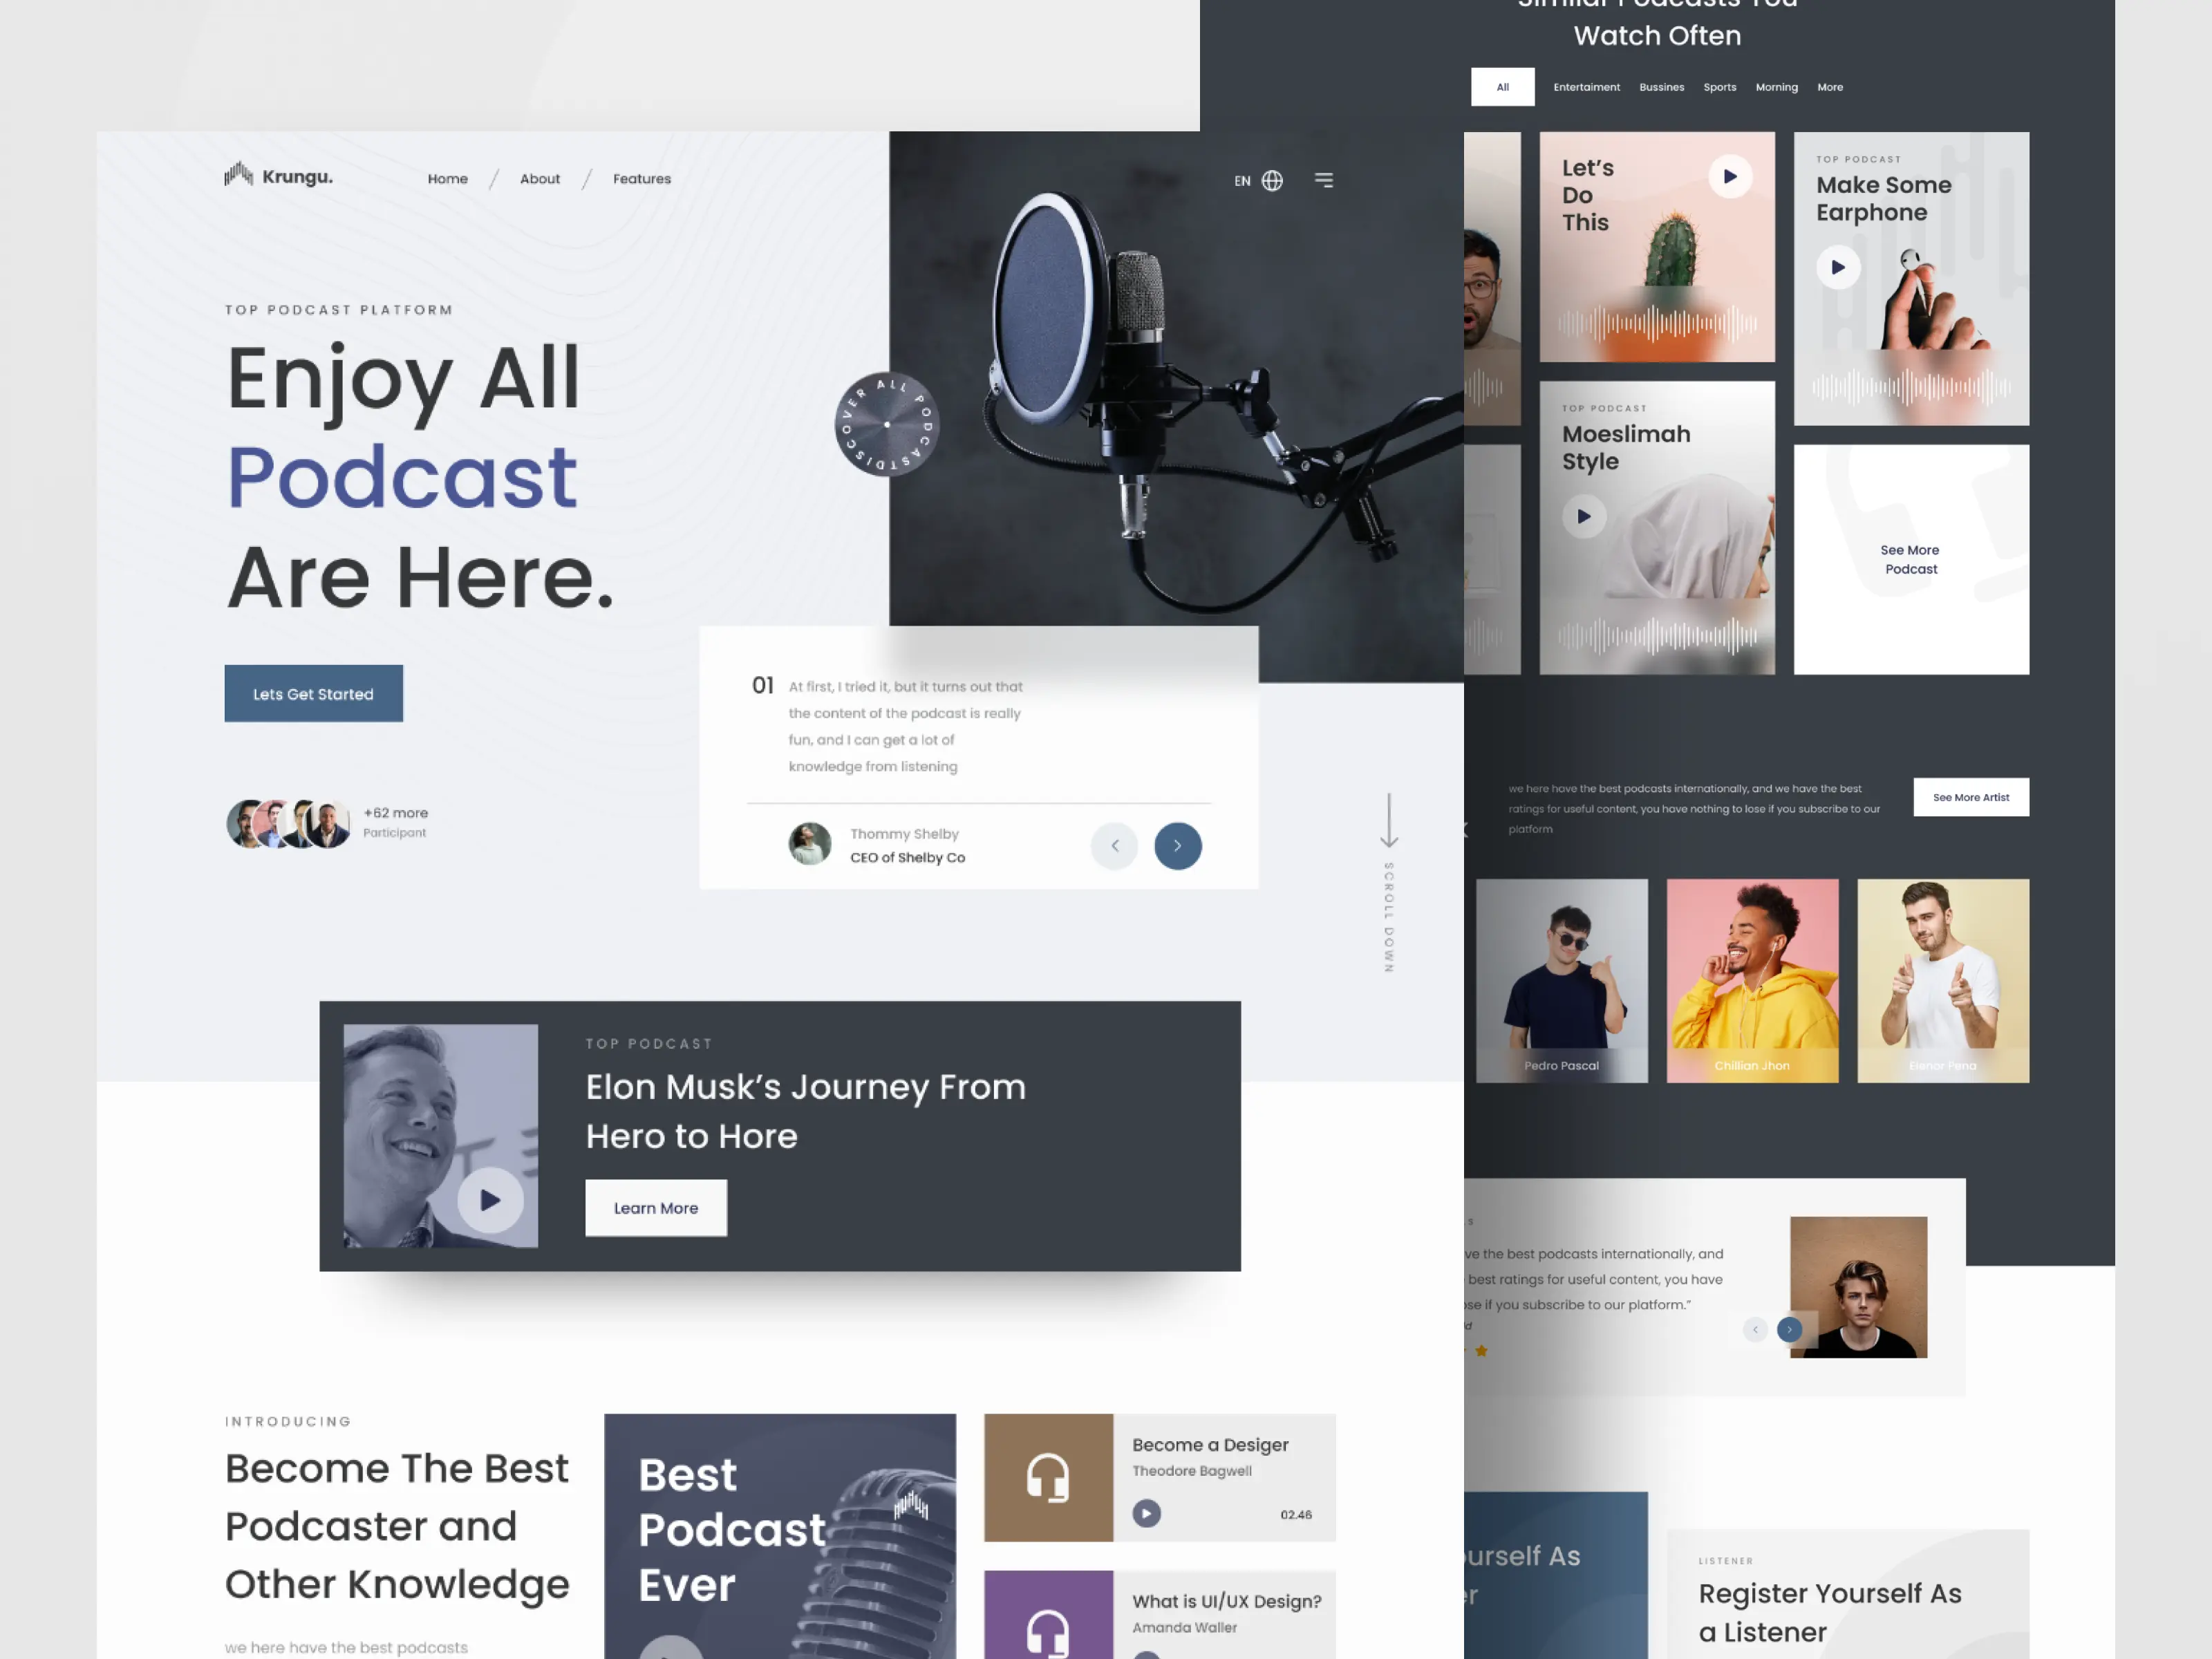 Krungu.
Home
About
Features
EN
TOP PODCAST PLATFORM
Enjoy All
Podcast
Are Here.
Lets Get Started
+62 more
Participant
DISCOVER ALL PODCAST
01
At first, I tried it, but it turns out that
the content of the podcast is really
fun, and I can get a lot of
knowledge from listening
Thommy Shelby
CEO of Shelby Co
SCROLL DOWN
TOP PODCAST
Elon Musk’s Journey From
Hero to Hore
Learn More
INTRODUCING
Become The Best
Podcaster and
Other Knowledge
we here have the best podcasts
Best
Podcast
Ever
Become a Desiger
Theodore Bagwell
02.46
What is UI/UX Design?
Amanda Waller
Similar Podcasts You
Watch Often
All
Entertaiment
Bussines
Sports
Morning
More
Let’s
Do
This
TOP PODCAST
Make Some
Earphone
TOP PODCAST
Moeslimah
Style
See More
Podcast
we here have the best podcasts internationally, and we have the best
ratings for useful content, you have nothing to lose if you subscribe to our
platform
See More Artist
Pedro Pascal
Chillian Jhon
Elenor Pena
ve the best podcasts internationally, and
best ratings for useful content, you have
ose if you subscribe to our platform.”
ourself As
er
LISTENER
Register Yourself As
a Listener